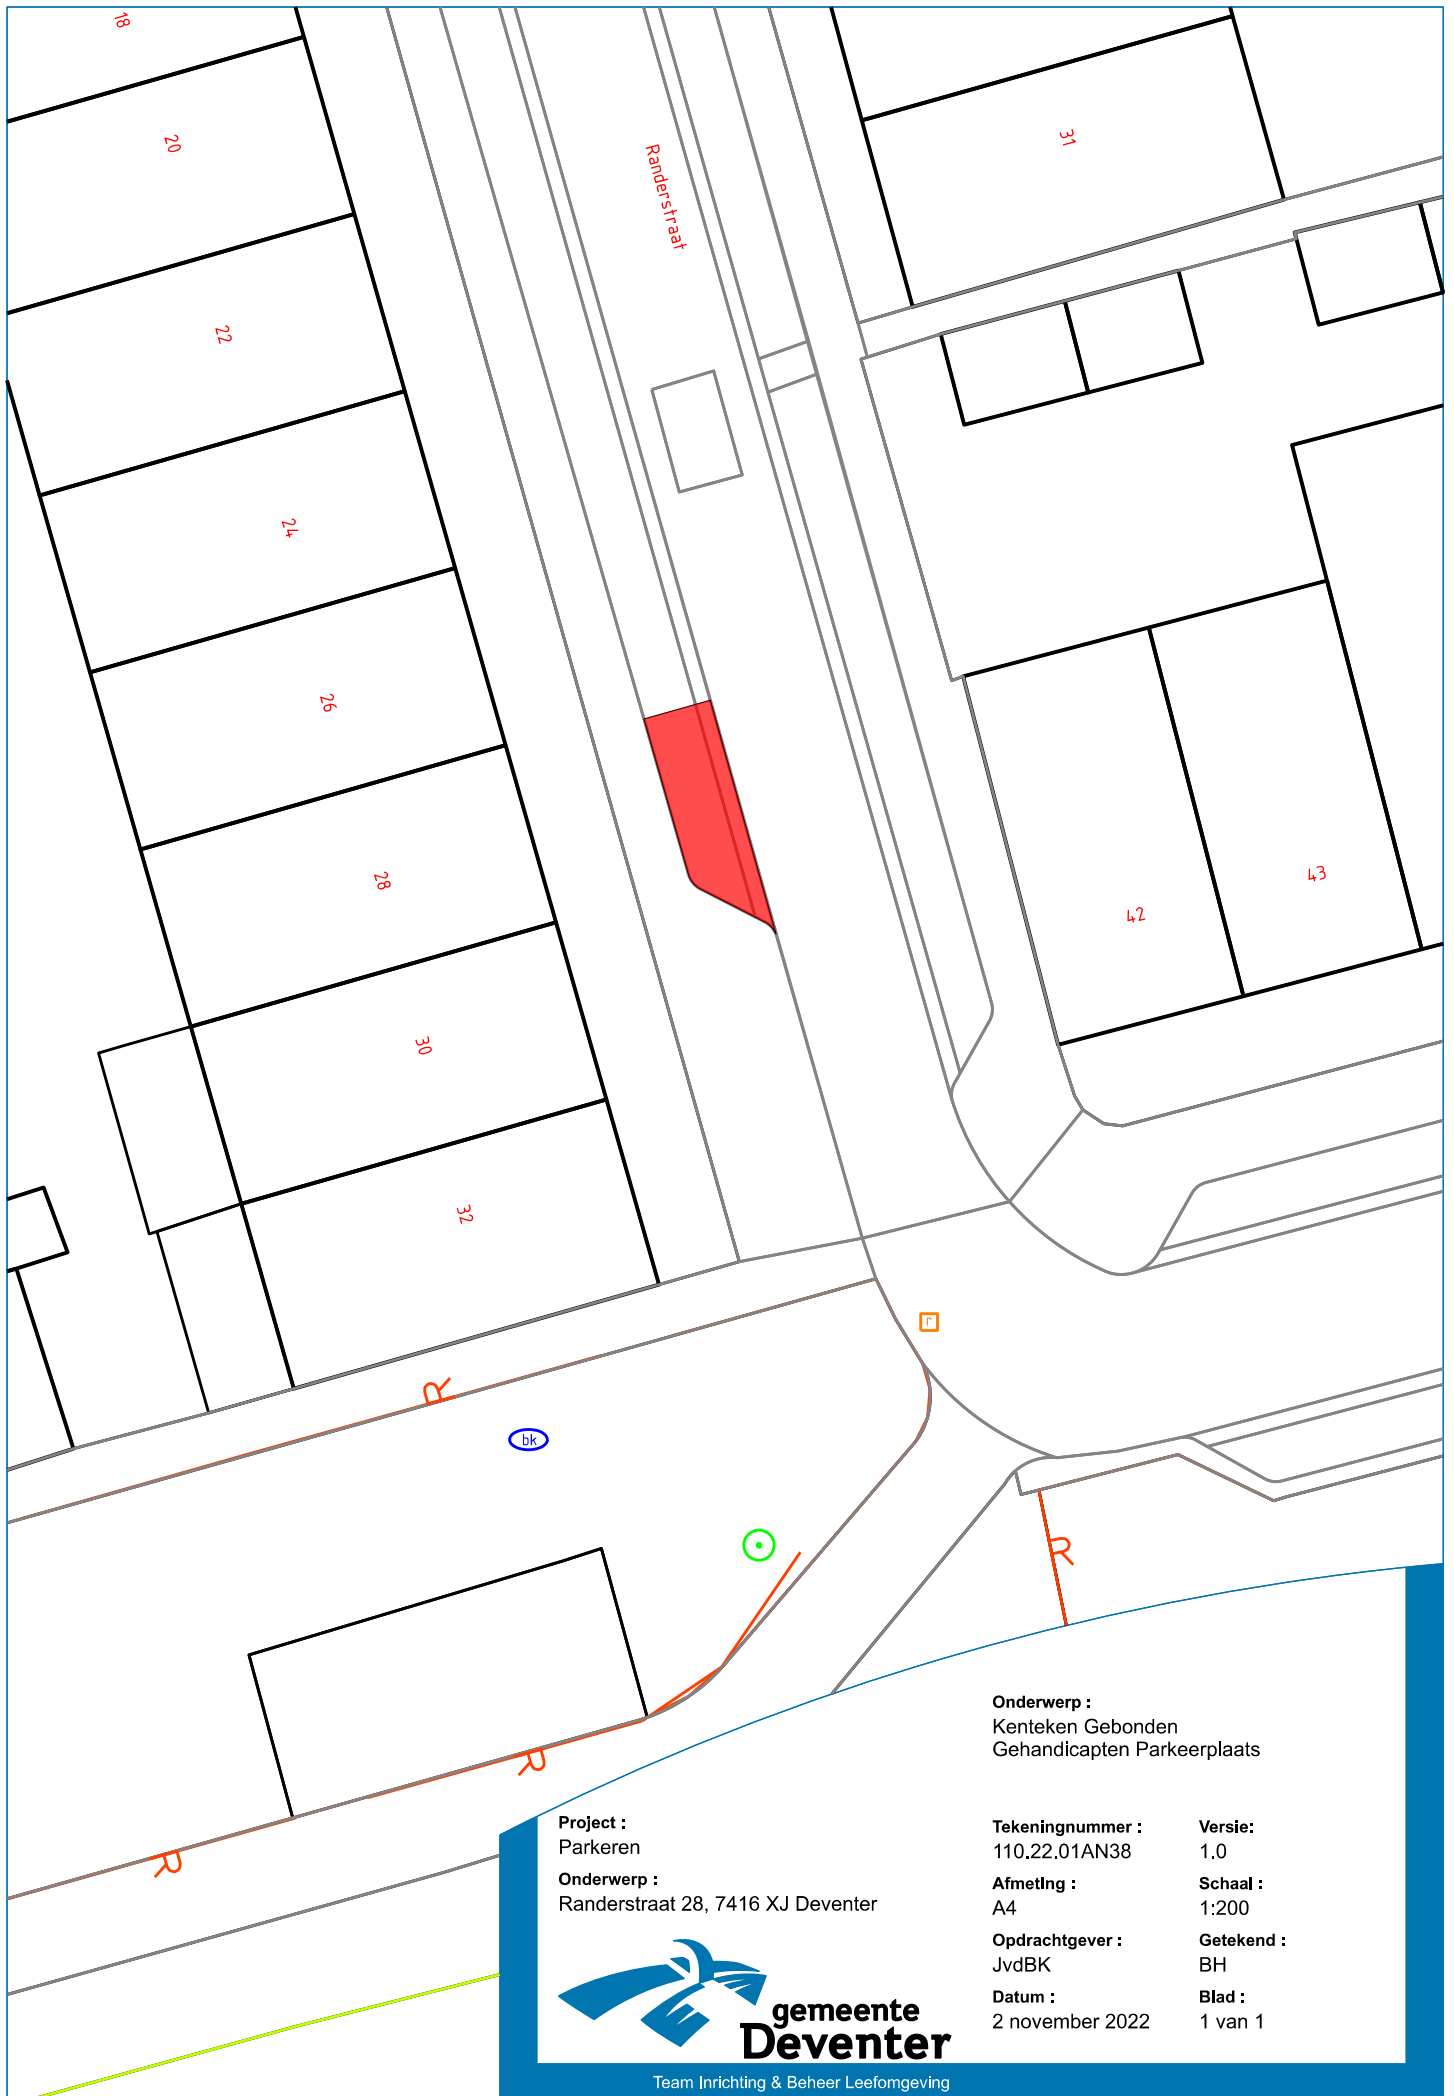 18
20
31
Randerstraat
22
24
26
28
43
42
30
32
R
bk
R
R
R
Onderwerp :
Kenteken Gebonden
Gehandicapten Parkeerplaats
Project :
Parkeren
Onderwerp :
Randerstraat 28, 7416 XJ Deventer
Tekeningnummer :
110.22.01AN38
Versie:
1.0
Afmeting :
A4
Schaal :
1:200
Opdrachtgever :
JvdBK
Getekend :
BH
Datum :
2 november 2022
Blad :
1 van 1
gemeente
Deventer
Team Inrichting & Beheer Leefomgeving